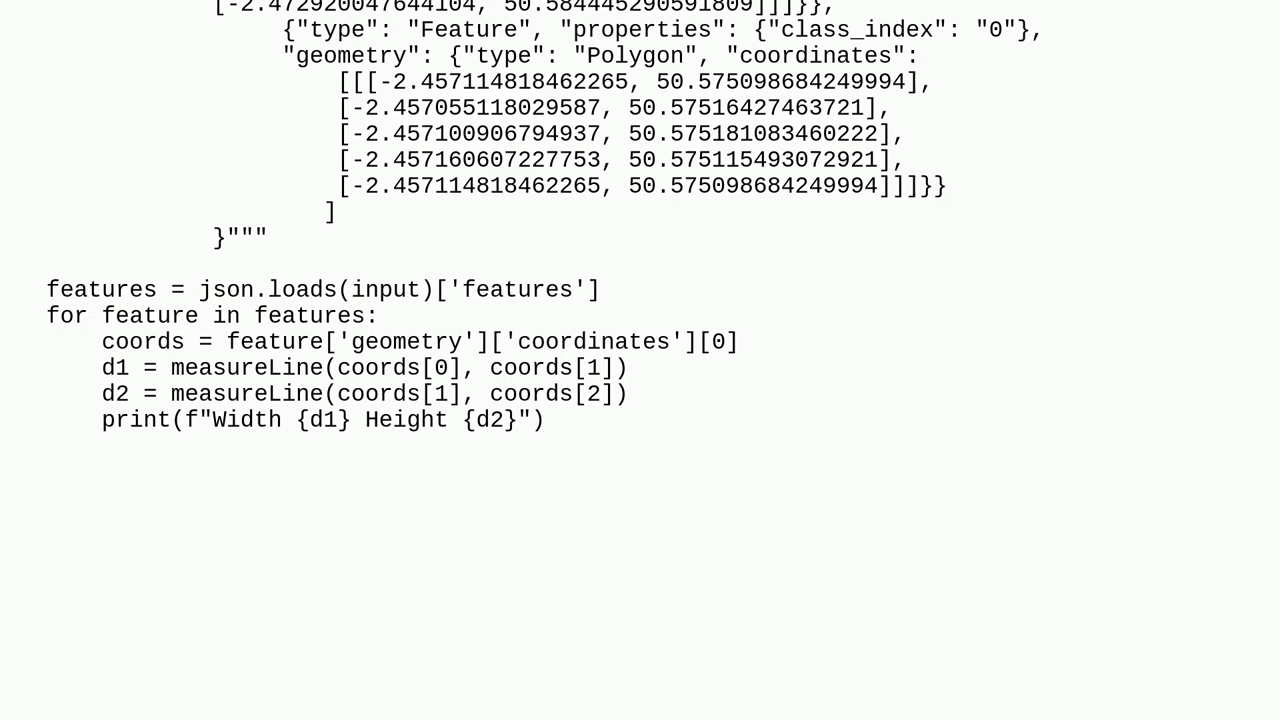 [-2.472920047644104, 50.584445290591809]]]}},
{"type": "Feature", "properties": {"class_index": "0"},
"geometry": {"type": "Polygon", "coordinates":
[[[-2.457114818462265, 50.575098684249994],
[-2.457055118029587, 50.57516427463721],
[-2.457100906794937, 50.575181083460222],
[-2.457160607227753, 50.575115493072921],
[-2.457114818462265, 50.575098684249994]]]}}
]
}"""
features = json.loads(input)['features']
for feature in features:
coords = feature['geometry']['coordinates'][0]
d1 = measureLine(coords[0], coords[1])
d2 = measureLine(coords[1], coords[2])
print(f"Width {d1} Height {d2}")